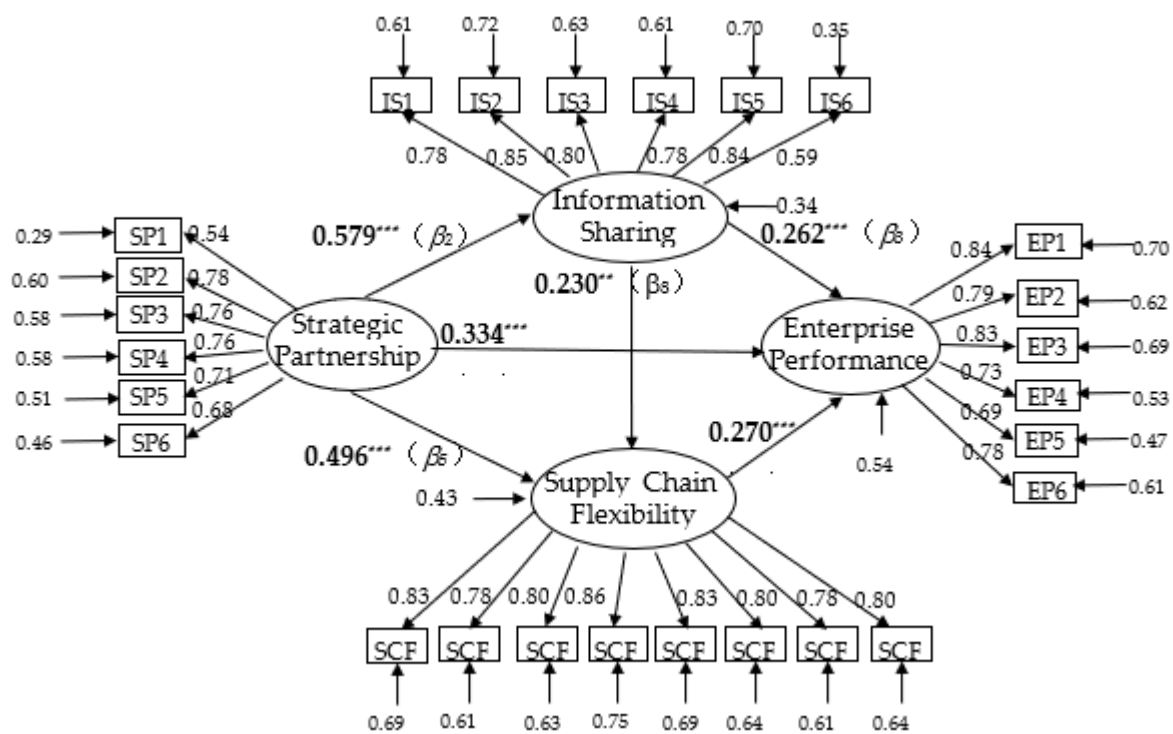 0.61 0.72 0.63 0.61 0.70 0.35
IS1 IS2 IS3 IS4 IS5 IS6
0.78 0.85 0.80 0.78 0.84 0.59
Information
Sharing
0.34
0.579*** (β2)
0.262*** (β8)
0.230** (β8)
0.29 SP1 0.54
0.60 SP2 0.78
0.58 SP3 0.76
0.58 SP4 0.76
0.51 SP5 0.71
0.46 SP6 0.68
Strategic
Partnership
0.334***
Enterprise
Performance
0.84 EP1 0.70
0.79 EP2 0.62
0.83 EP3 0.69
0.73 EP4 0.53
0.69 EP5 0.47
0.78 EP6 0.61
0.54
0.496*** (β5)
0.270***
0.43
Supply Chain
Flexibility
0.83 0.78 0.80 0.86 0.83 0.80 0.78 0.80
SCF SCF SCF SCF SCF SCF SCF SCF
0.69 0.61 0.63 0.75 0.69 0.64 0.61 0.64